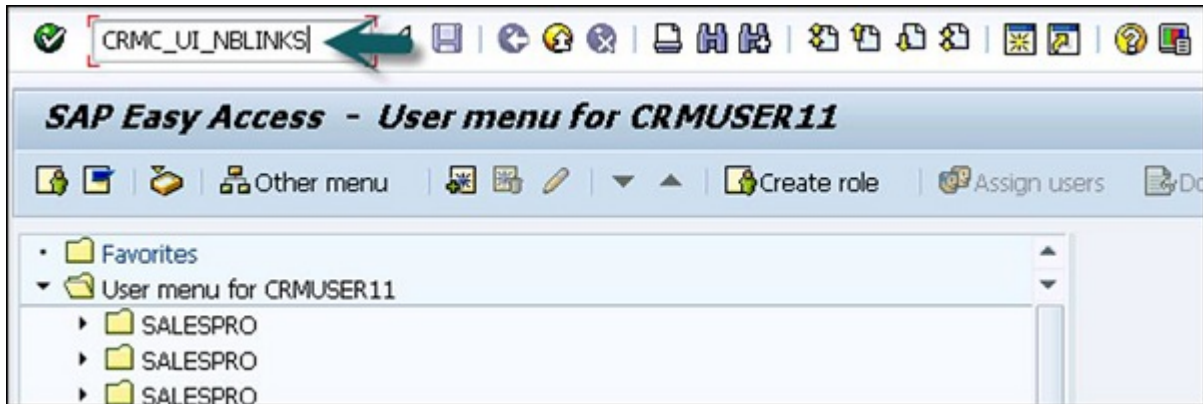 CRMC_UI_NBLINKS
SAP Easy Access - User menu for CRMUSER11
Other menu Create role Assign users Do
Favorites
User menu for CRMUSER11
SALESPRO
SALESPRO
SALESPRO